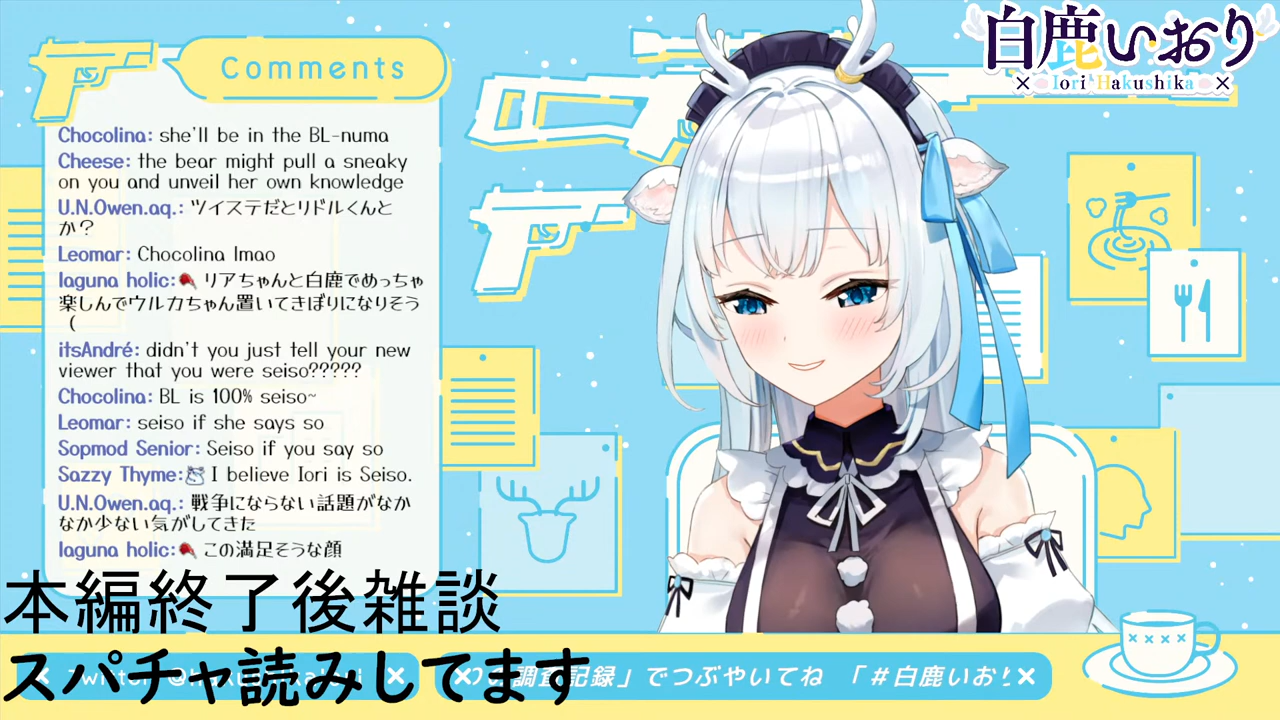 白鹿いおり
Iori Hakushika
Comments
Chocolina: she'll be in the BL-numa
Cheese: the bear might pull a sneaky
on you and unveil her own knowledge
U.N.Owen.aq.: ツイステだとリドルくんと
か？
Leomar: Chocolina lmao
laguna holic: リアちゃんと白鹿でめっちゃ
楽しんでウルカちゃん置いてきぼりになりそう
(
itsAndré: didn't you just tell your new
viewer that you were seiso?????
Chocolina: BL is 100% seiso~
Leomar: seiso if she says so
Sopmod Senior: Seiso if you say so
Sazzy Thyme: I believe Iori is Seiso.
U.N.Owen.aq.: 戦争にならない話題がなか
なか少ない気がしてきた
laguna holic: この満足そうな顔
本編終了後雑談
スパチャ読みしてます
調査記録」でつぶやいてね 「#白鹿いおり